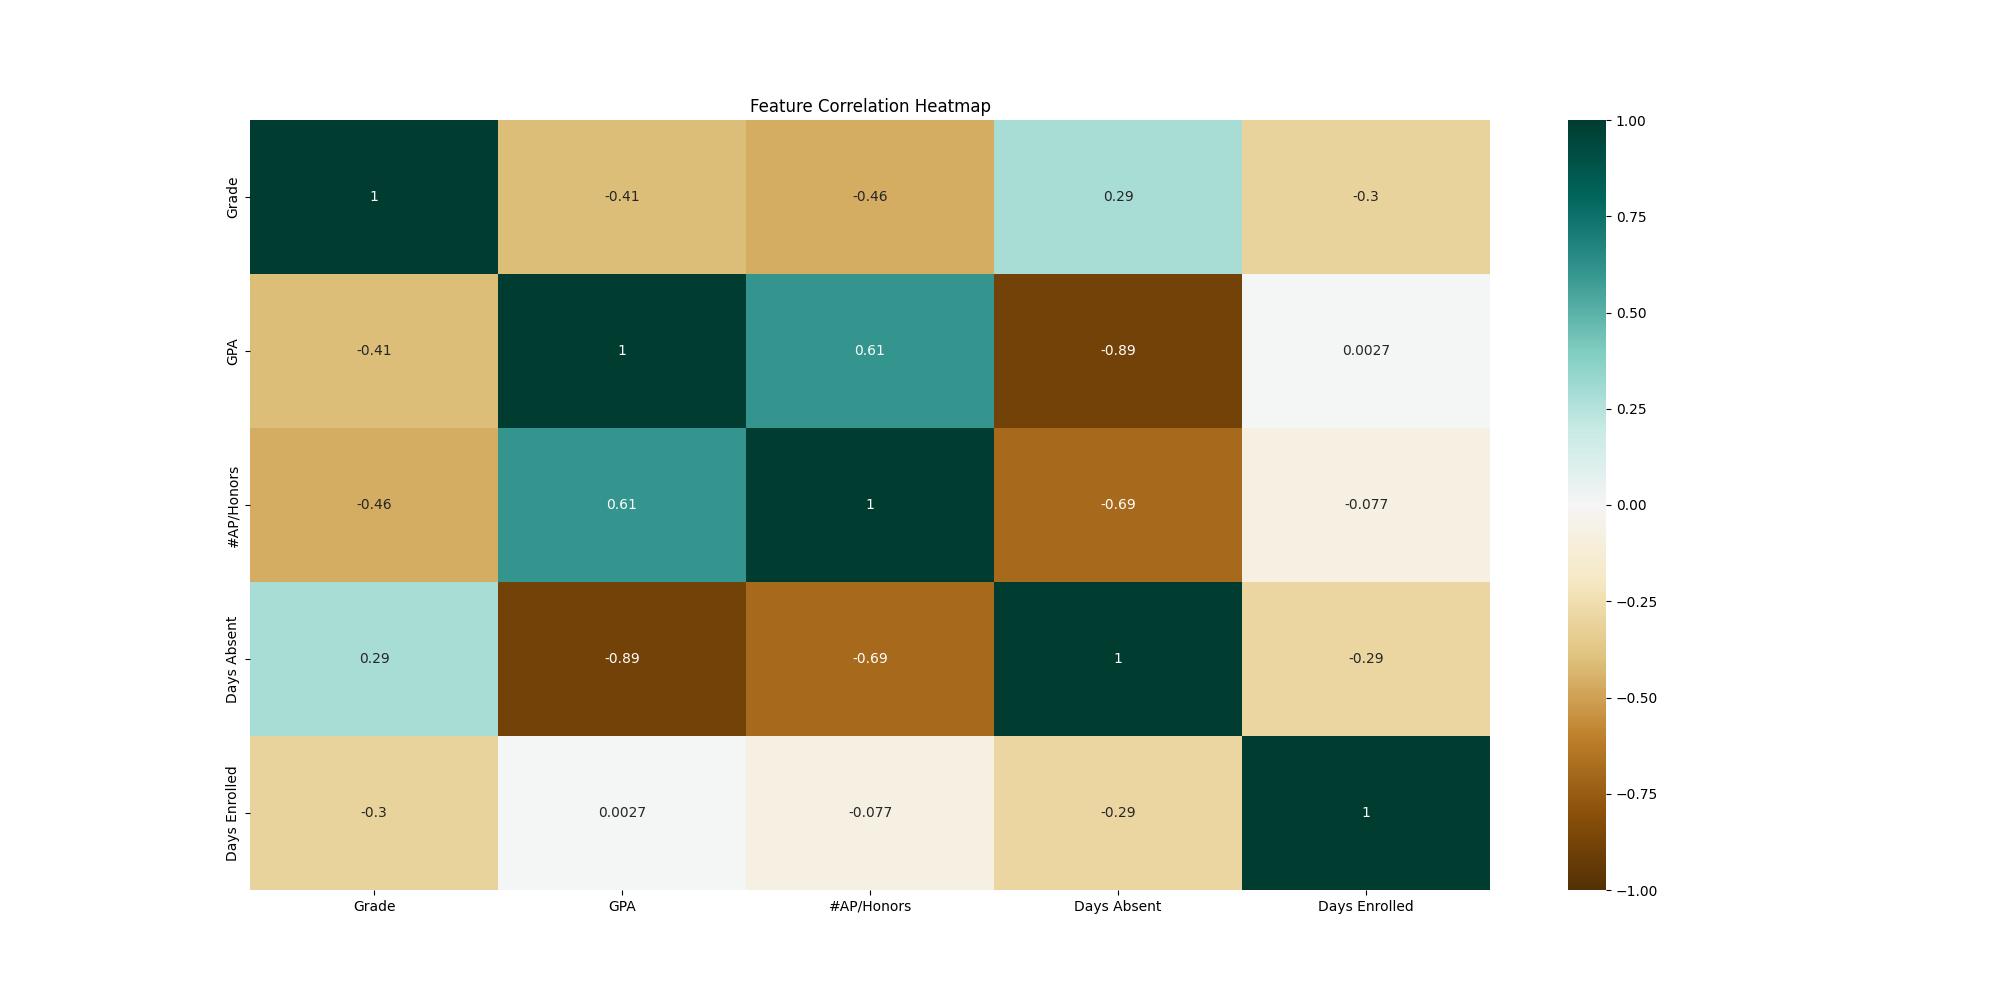 Feature Correlation Heatmap
Grade 1 -0.41 -0.46 0.29 -0.3
GPA -0.41 1 0.61 -0.89 0.0027
#AP/Honors -0.46 0.61 1 -0.69 -0.077
Days Absent 0.29 -0.89 -0.69 1 -0.29
Days Enrolled -0.3 0.0027 -0.077 -0.29 1
Grade GPA #AP/Honors Days Absent Days Enrolled
1.00
0.75
0.50
0.25
0.00
−0.25
−0.50
−0.75
−1.00